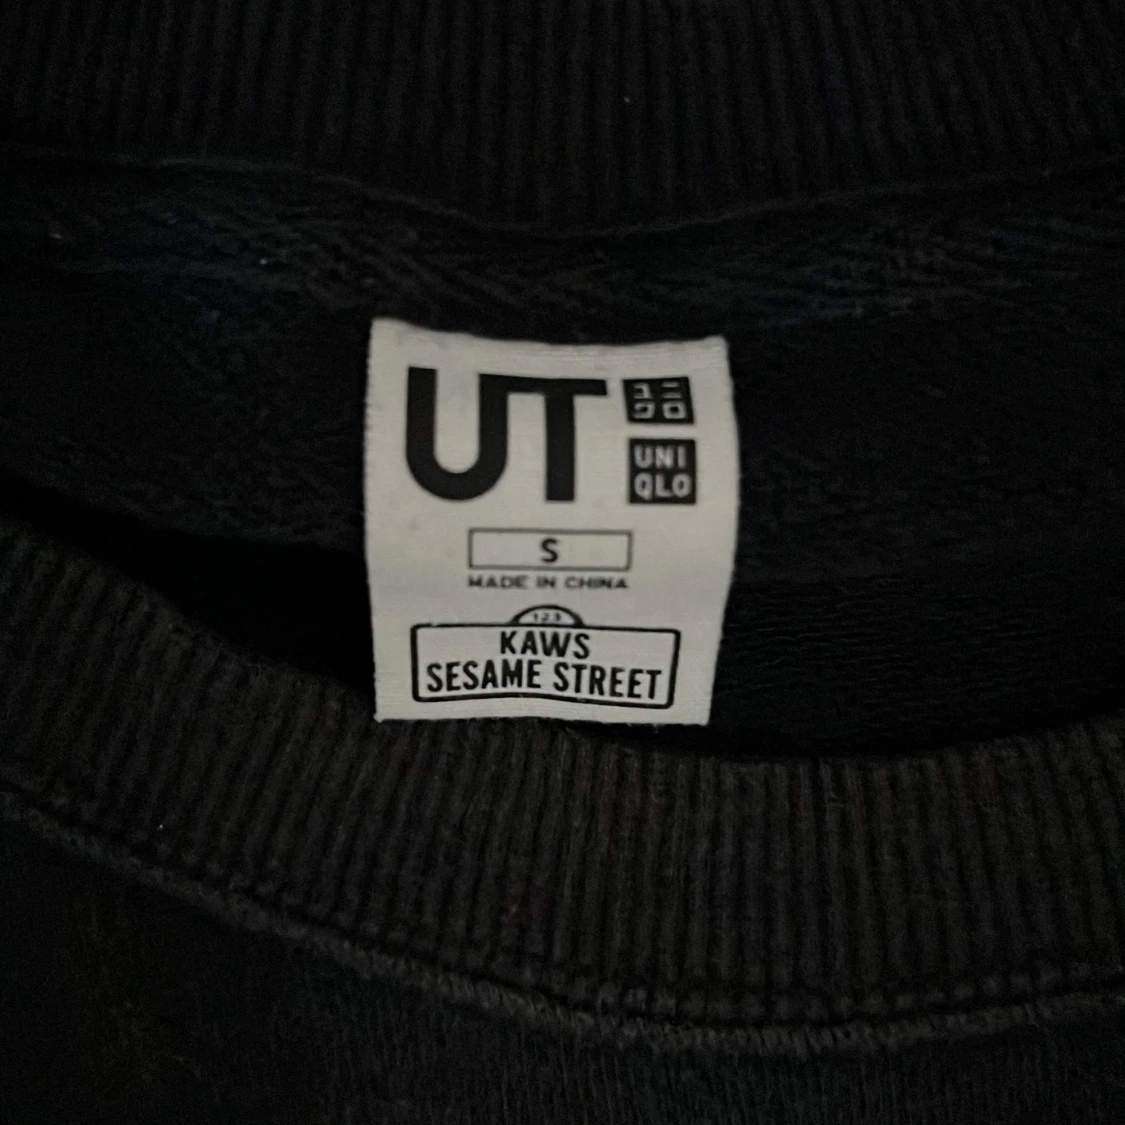 UT
ユニ
クロ
UNI
QLO
S
MADE IN CHINA
123
KAWS
SESAME STREET